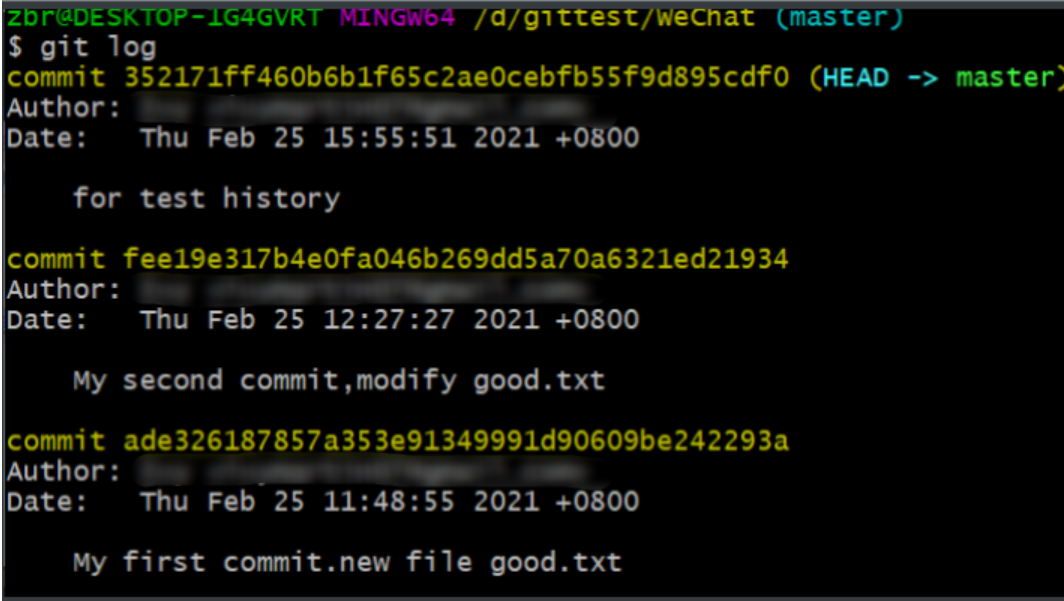 zbr@DESKTOP-1G4GVRT MINGW64 /d/gittest/WeChat (master)
$ git log
commit 352171ff460b6b1f65c2ae0cebfb55f9d895cdf0 (HEAD -> master)
Author:
Date:   Thu Feb 25 15:55:51 2021 +0800
for test history
commit fee19e317b4e0fa046b269dd5a70a6321ed21934
Author:
Date:   Thu Feb 25 12:27:27 2021 +0800
My second commit,modify good.txt
commit ade326187857a353e91349991d90609be242293a
Author:
Date:   Thu Feb 25 11:48:55 2021 +0800
My first commit.new file good.txt